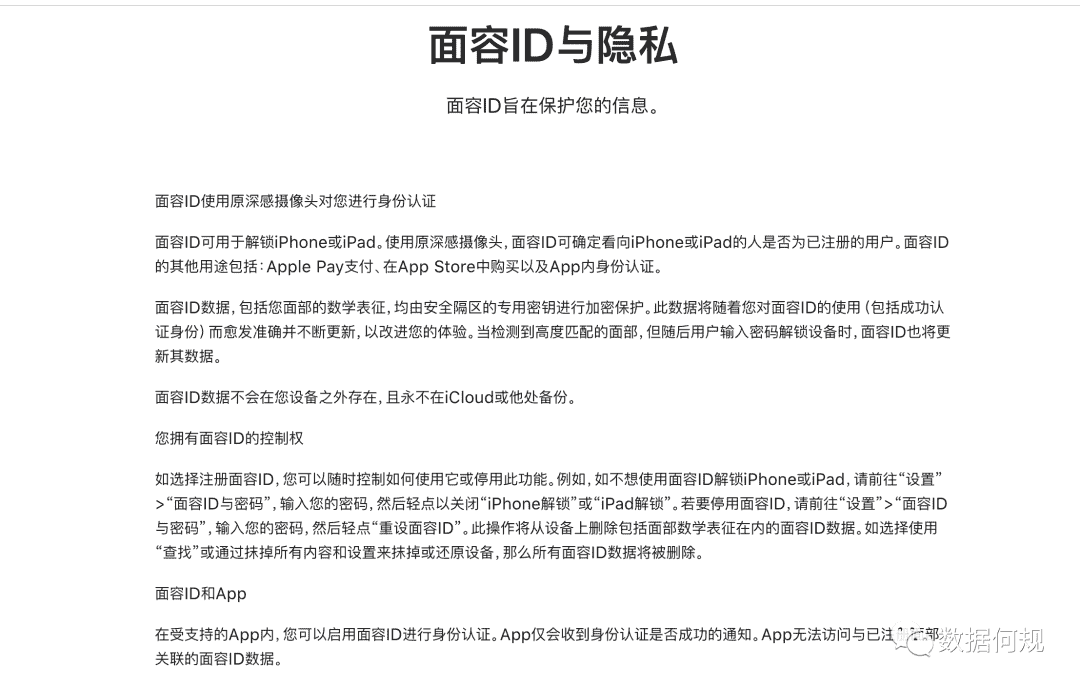 面容ID与隐私
面容ID旨在保护您的信息。
面容ID使用原深感摄像头对您进行身份认证
面容ID可用于解锁iPhone或iPad。使用原深感摄像头，面容ID可确定看向iPhone或iPad的人是否为已注册的用户。面容ID
的其他用途包括：Apple Pay支付、在App Store中购买以及App内身份认证。
面容ID数据，包括您面部的数学表征，均由安全隔区的专用密钥进行加密保护。此数据将随着您对面容ID的使用（包括成功认
证身份）而愈发准确并不断更新，以改进您的体验。当检测到高度匹配的面部，但随后用户输入密码解锁设备时，面容ID也将更
新其数据。
面容ID数据不会在您设备之外存在，且永不在iCloud或他处备份。
您拥有面容ID的控制权
如选择注册面容ID，您可以随时控制如何使用它或停用此功能。例如，如不想使用面容ID解锁iPhone或iPad，请前往“设置”
>“面容ID与密码”，输入您的密码，然后轻点以关闭“iPhone解锁”或“iPad解锁”。若要停用面容ID，请前往“设置”>“面容ID
与密码”，输入您的密码，然后轻点“重设面容ID”。此操作将从设备上删除包括面部数学表征在内的面容ID数据。如选择使用
“查找”或通过抹掉所有内容和设置来抹掉或还原设备，那么所有面容ID数据将被删除。
面容ID和App
在受支持的App内，您可以启用面容ID进行身份认证。App仅会收到身份认证是否成功的通知。App无法访问与已注 部
关联的面容ID数据。
数据何规